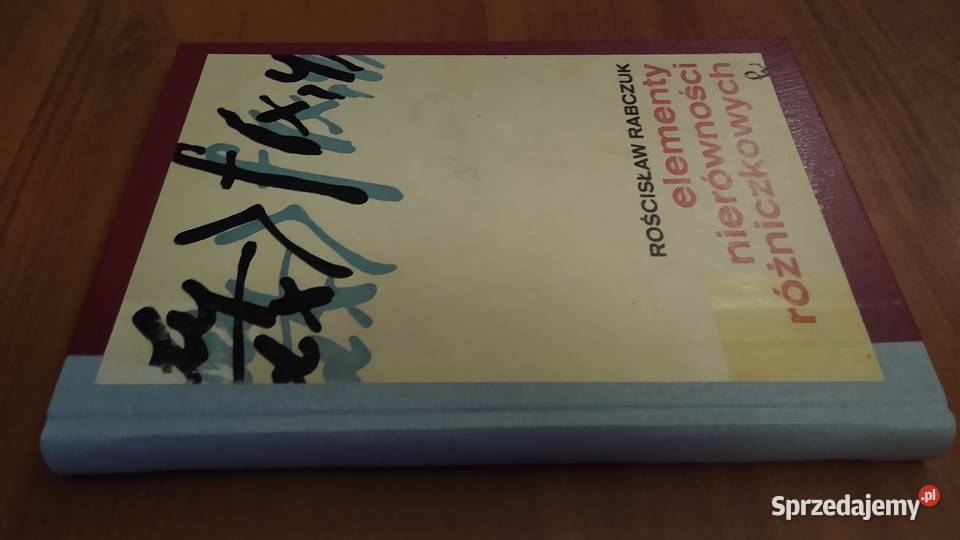 ROŚCISŁAW RABCZUK
elementy
nierówności
różniczkowych
Sprzedajemy.pl